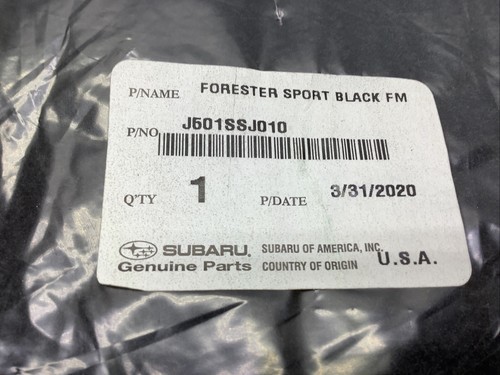 P/NAME FORESTER SPORT BLACK FM
P/NO J501SSJ010
Q'TY 1 P/DATE 3/31/2020
SUBARU. SUBARU OF AMERICA, INC.
Genuine Parts COUNTRY OF ORIGIN U.S.A.